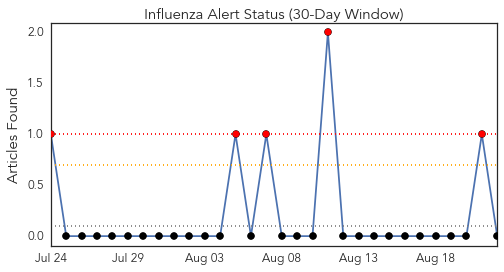 Influenza Alert Status (30-Day Window)
Articles Found
2.0
1.5
1.0
0.5
0.0
Jul 24 Jul 29 Aug 03 Aug 08 Aug 13 Aug 18